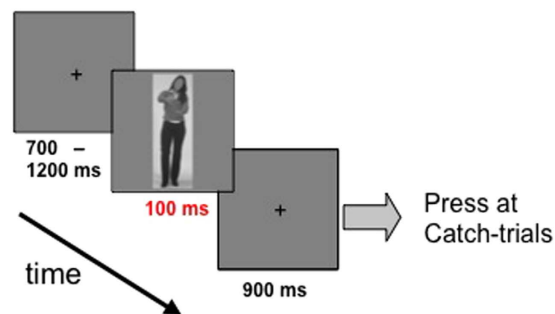 700 –
1200 ms
100 ms
900 ms
Press at
Catch-trials
time